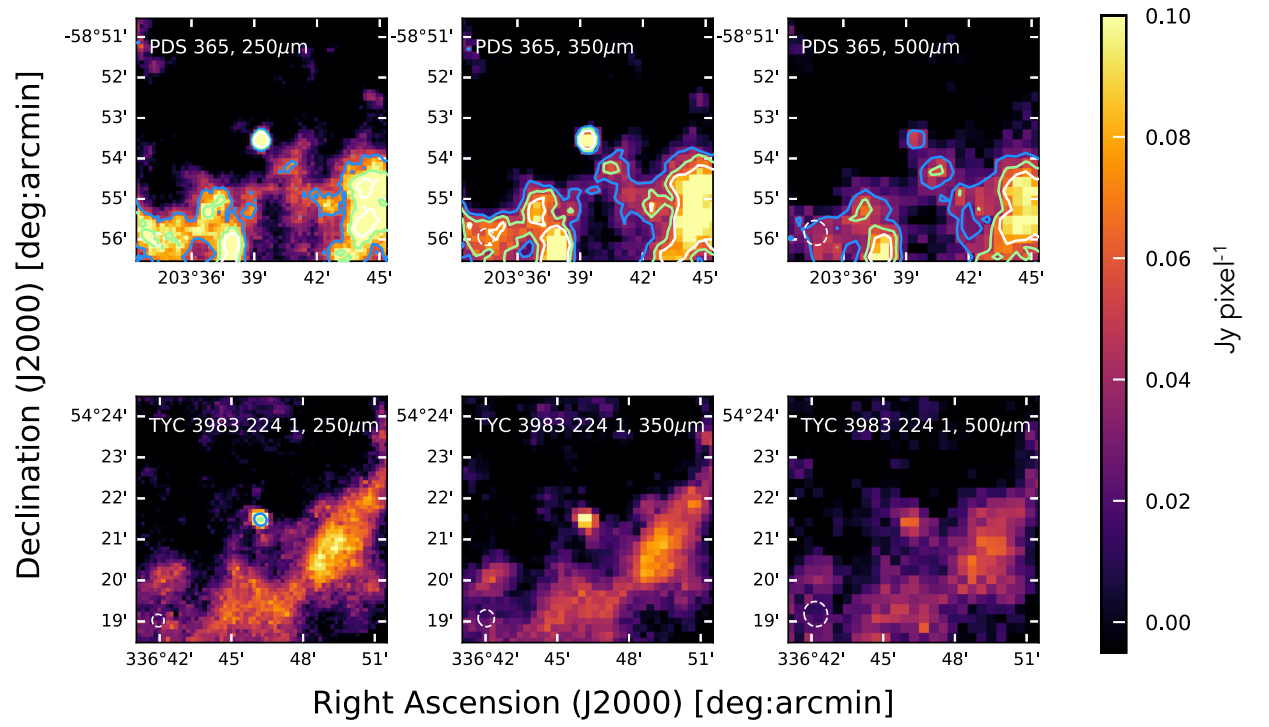 Declination (J2000) [deg:arcmin]
-58°51'
52'
53'
54'
55'
56'
PDS 365, 250μm
203°36' 39' 42' 45'
-58°51'
52'
53'
54'
55'
56'
PDS 365, 350μm
203°36' 39' 42' 45'
-58°51'
52'
53'
54'
55'
56'
PDS 365, 500μm
203°36' 39' 42' 45'
54°24'
23'
22'
21'
20'
19'
TYC 3983 224 1, 250μm
336°42' 45' 48' 51'
54°24'
23'
22'
21'
20'
19'
TYC 3983 224 1, 350μm
336°42' 45' 48' 51'
54°24'
23'
22'
21'
20'
19'
TYC 3983 224 1, 500μm
336°42' 45' 48' 51'
Right Ascension (J2000) [deg:arcmin]
0.10
0.08
0.06
0.04
0.02
0.00
Jy pixel⁻¹